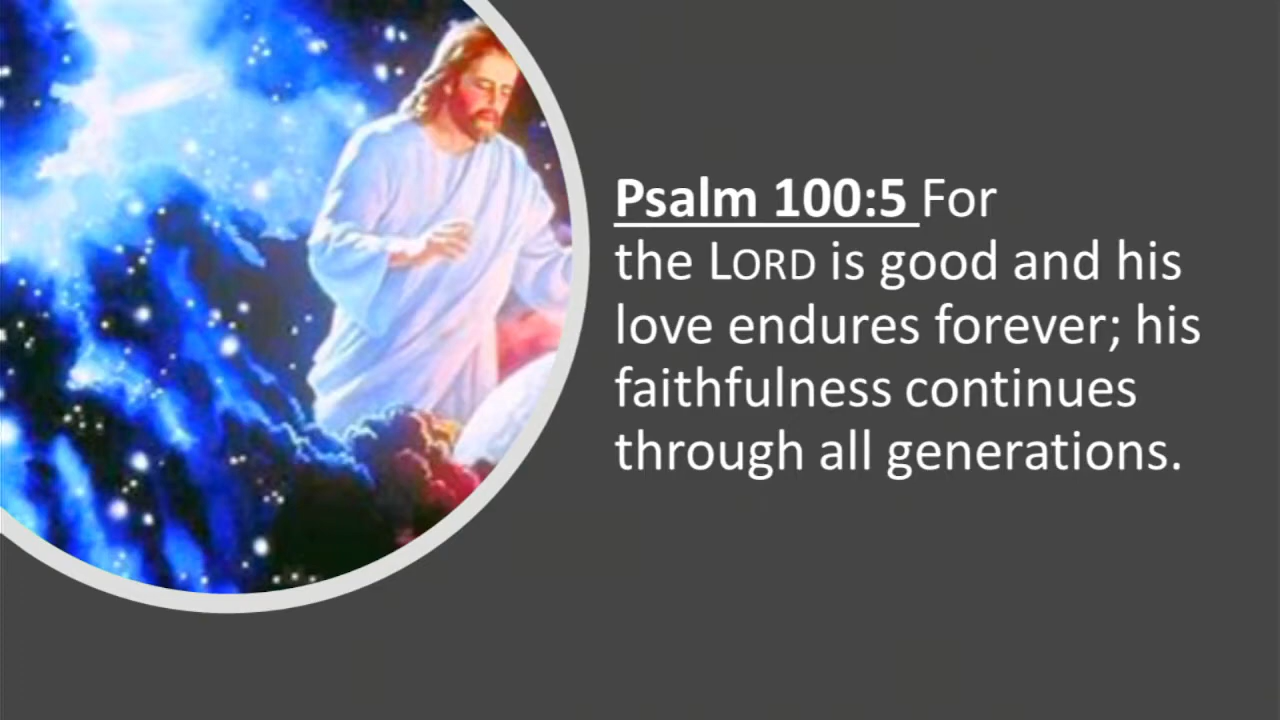 Psalm 100:5 For
the LORD is good and his
love endures forever; his
faithfulness continues
through all generations.